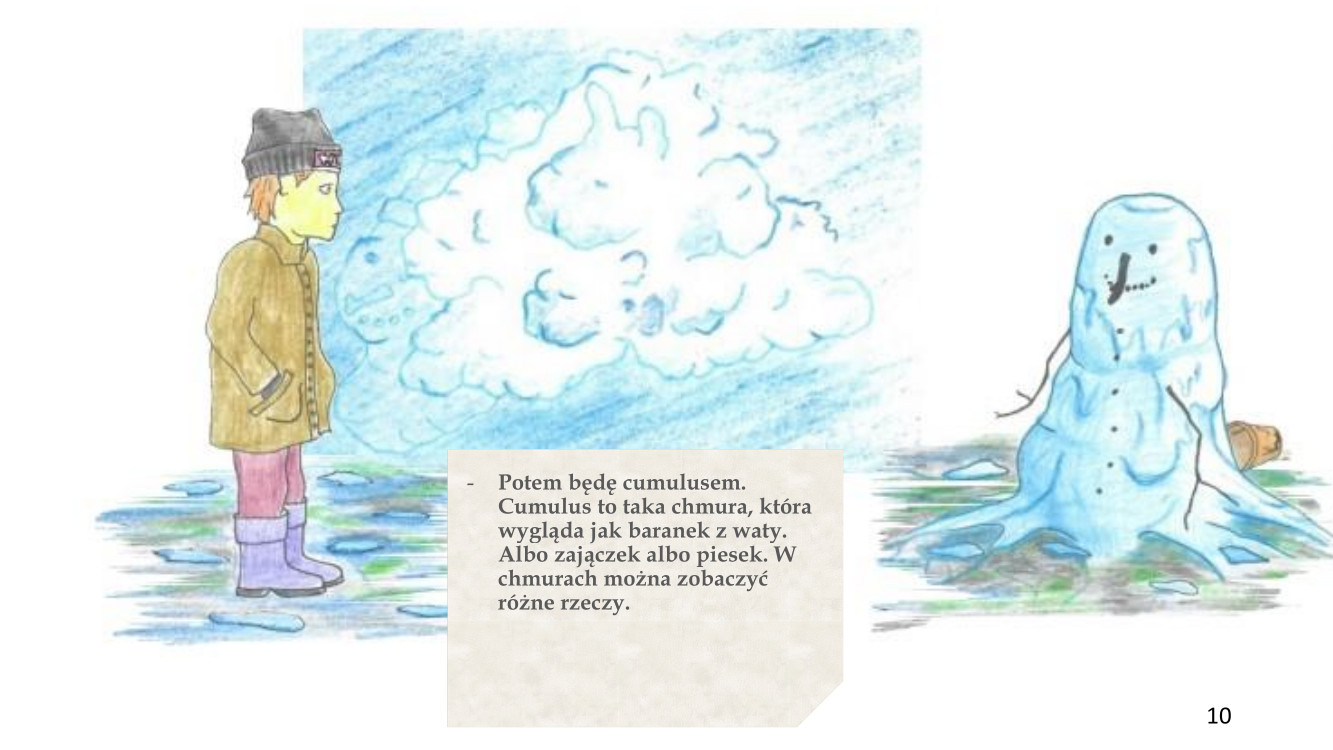 - Potem będę cumulusem.
Cumulus to taka chmura, która
wygląda jak baranek z waty.
Albo zajączek albo piesek. W
chmurach można zobaczyć
różne rzeczy.
10